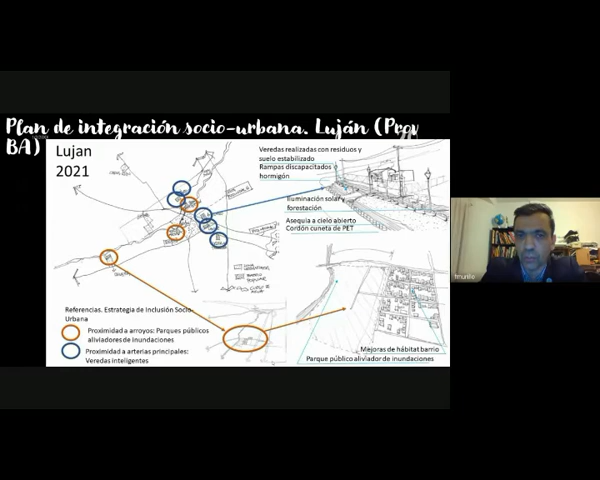 Plan de integración socio-urbana. Luján (Prov
BA)
Lujan
2021
Veredas realizadas con residuos y
suelo estabilizado
Rampas discapacitados
hormigón
Iluminación solar y
forestación
Asequia a cielo abierto
Cordón cuneta de PET
Referencias. Estrategia de Inclusión Socio-
Urbana
Proximidad a arroyos: Parques públicos
aliviadores de inundaciones
Proximidad a arterias principales:
Veredas inteligentes
Mejoras de hábitat barrio
Parque público aliviador de inundaciones
fmurillo